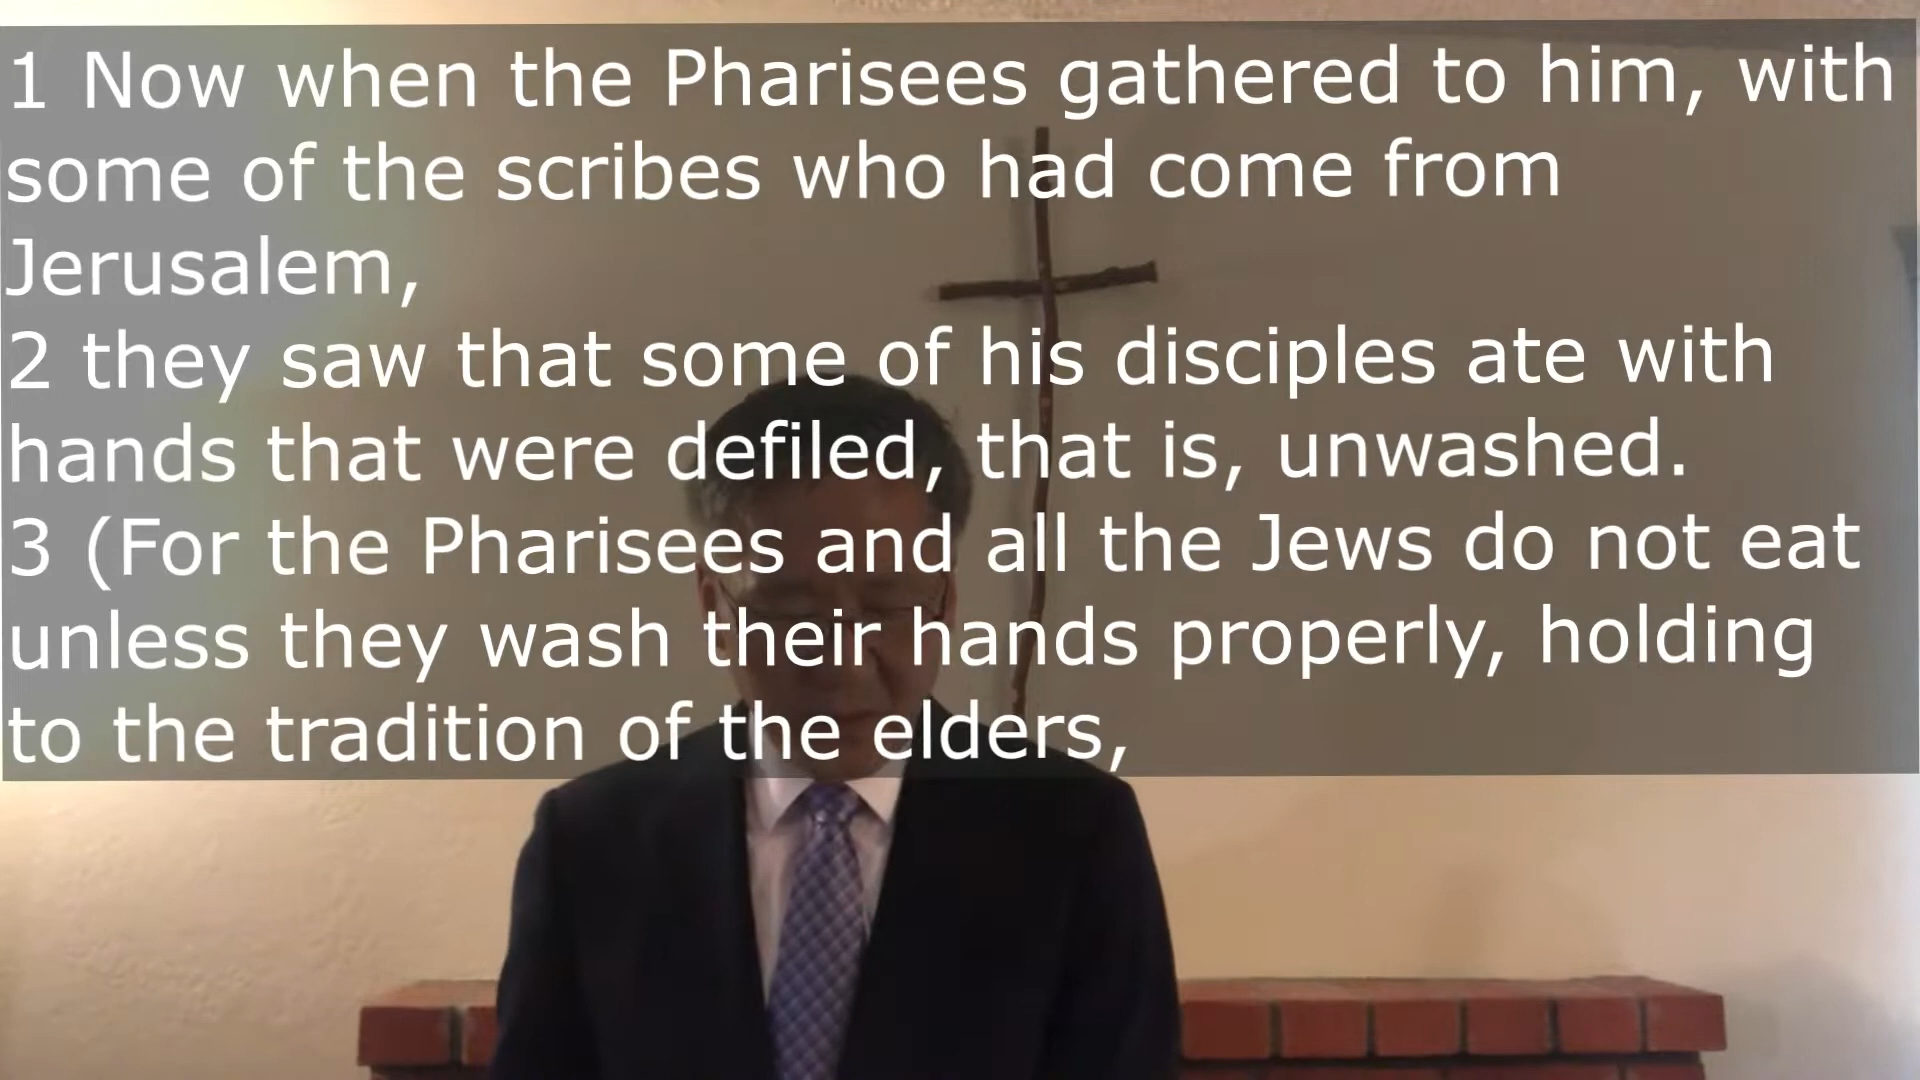 1 Now when the Pharisees gathered to him, with
some of the scribes who had come from
Jerusalem,
2 they saw that some of his disciples ate with
hands that were defiled, that is, unwashed.
3 (For the Pharisees and all the Jews do not eat
unless they wash their hands properly, holding
to the tradition of the elders,